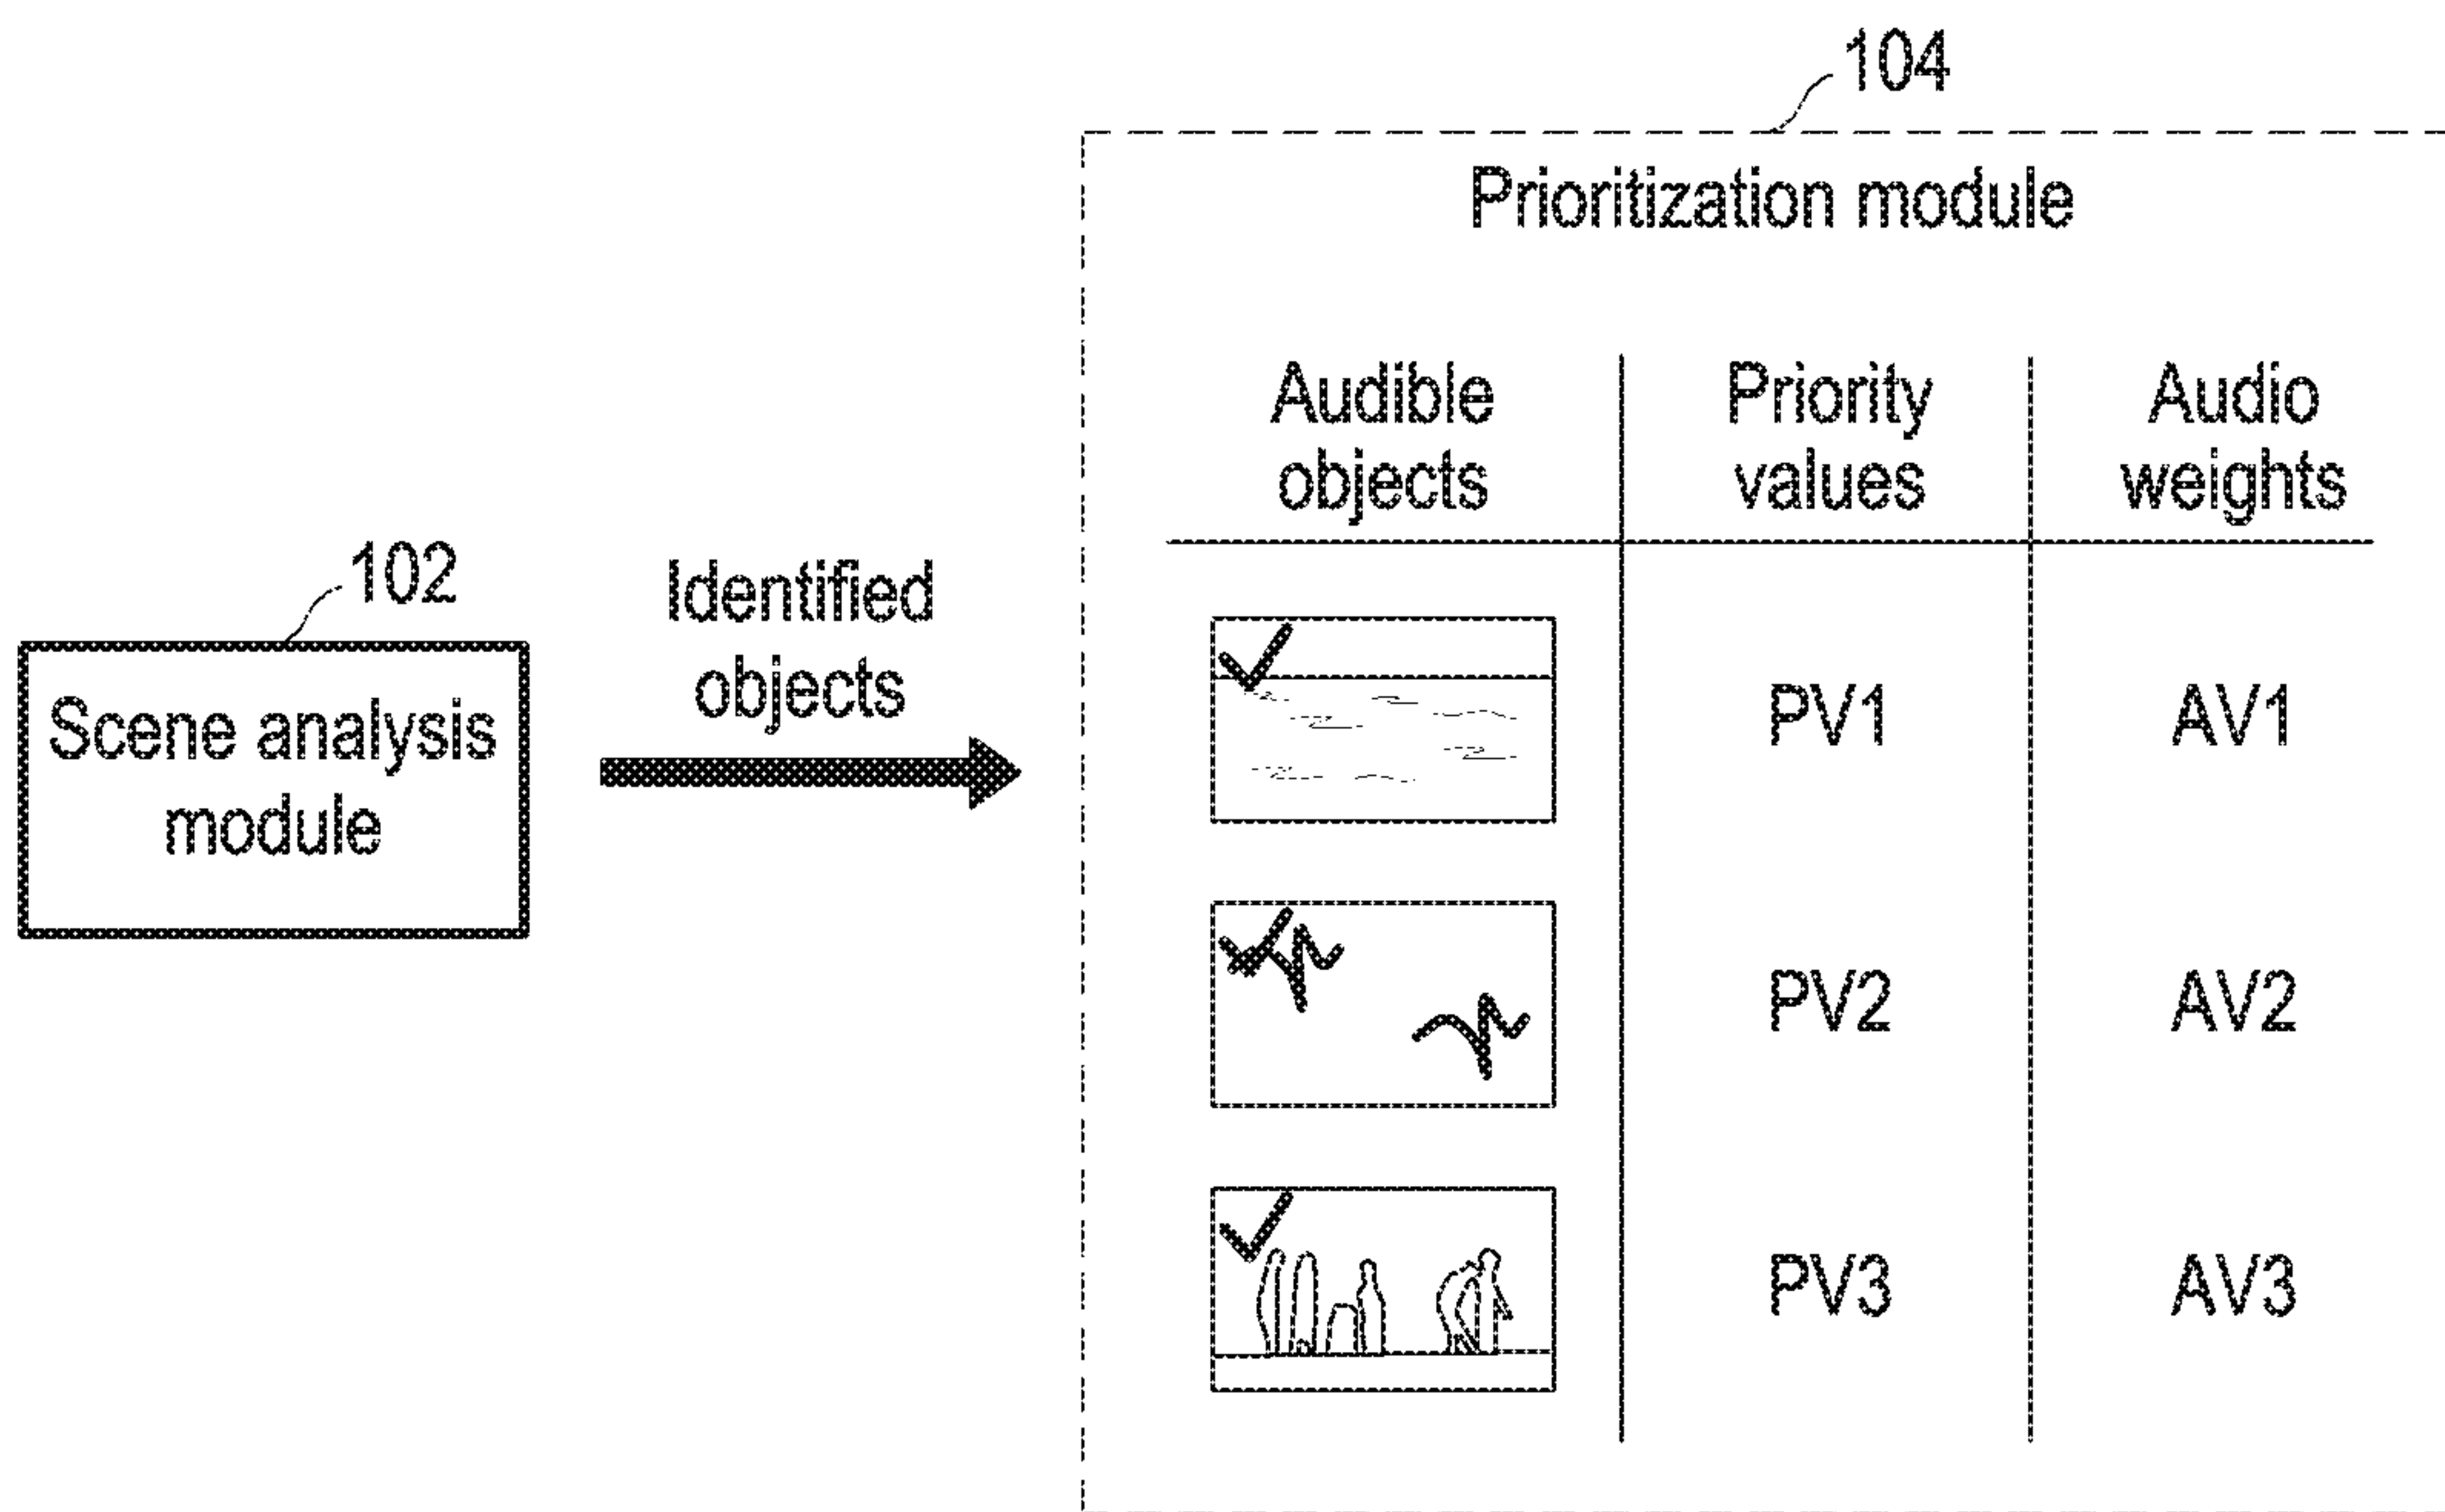 104
Prioritization module
Audible
objects
Priority
values
Audio
weights
102
Scene analysis
module
Identified
objects
PV1
AV1
PV2
AV2
PV3
AV3